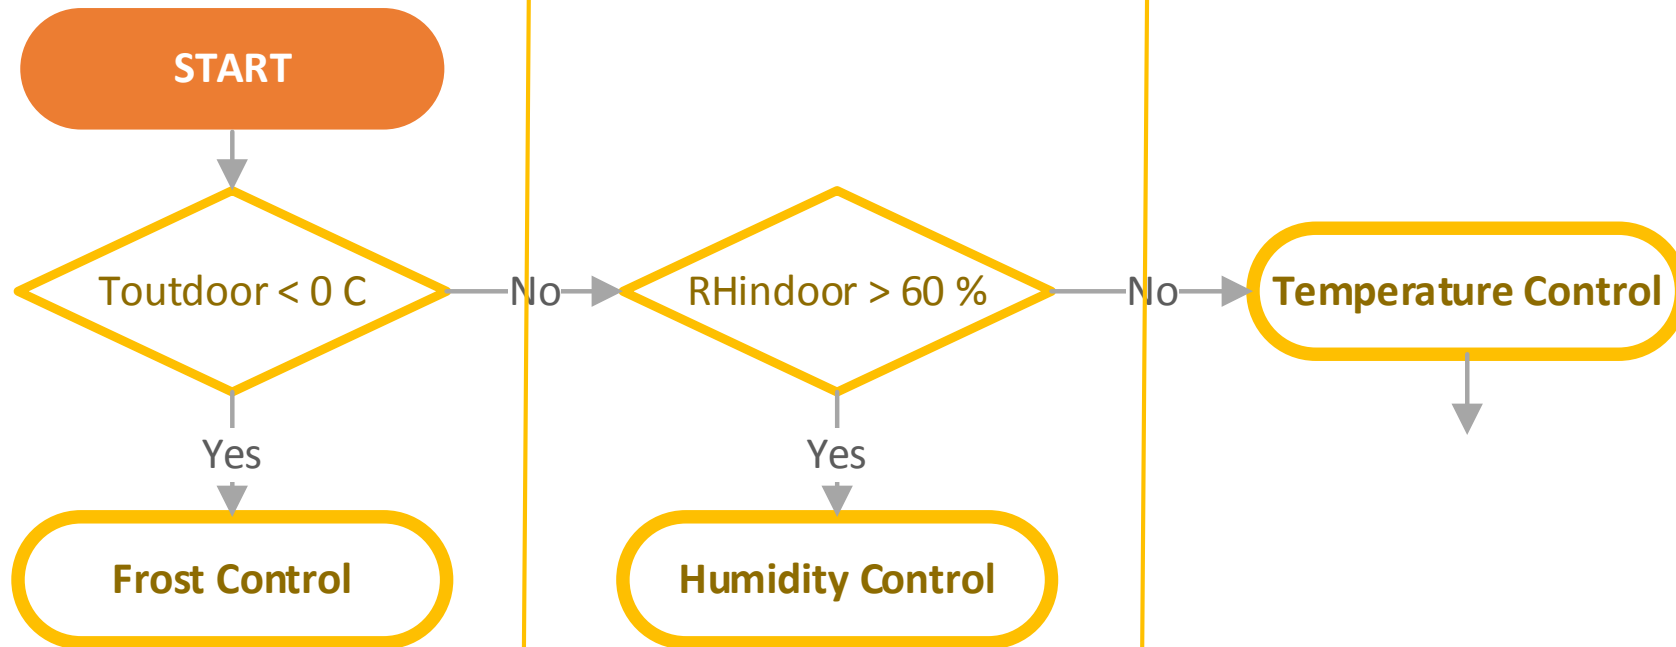 START
Toutdoor < 0 C
No
RHindoor > 60 %
No
Temperature Control
Yes
Yes
Frost Control
Humidity Control